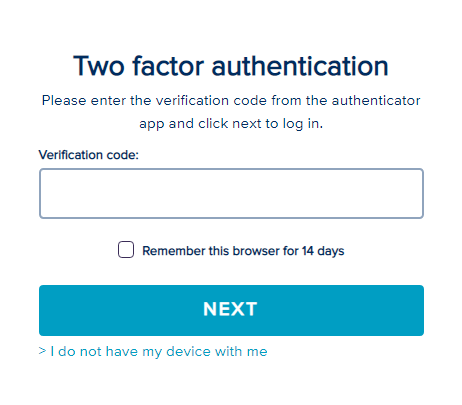 Two factor authentication
Please enter the verification code from the authenticator
app and click next to log in.
Verification code:
Remember this browser for 14 days
NEXT
> I do not have my device with me